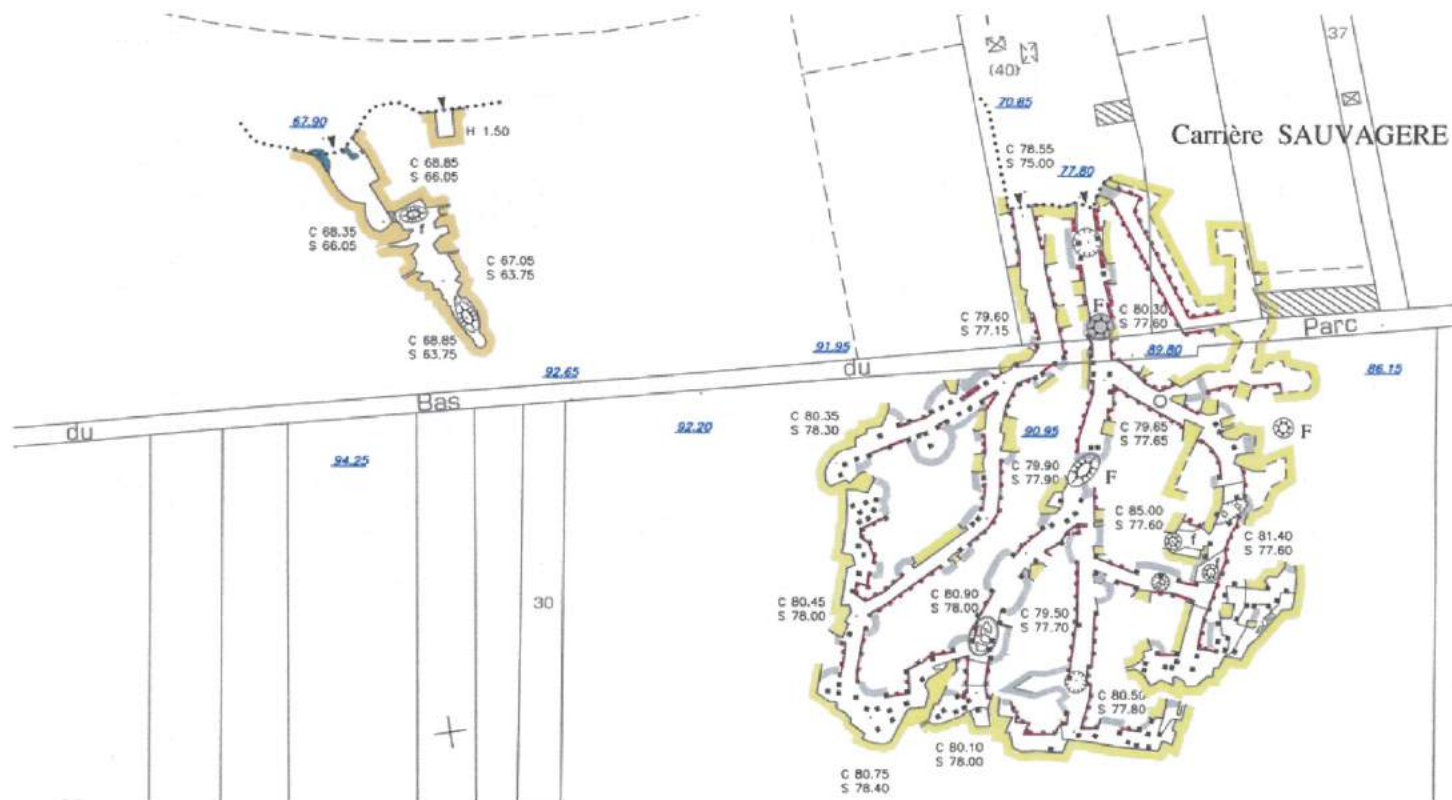 37
(40)
70.85
67.90
H 1.50
Carrière SAUVAGERE
C 78.55
S 75.00
77.80
C 68.85
S 66.05
f
C 68.35
S 66.05
C 67.05
S 63.75
C 68.85
S 63.75
F
C 80.30
S 77.60
C 79.60
S 77.15
Parc
91.95
89.80
du
86.15
92.65
Bas
du
C 80.35
S 78.30
92.20
90.95
C 79.65
S 77.65
F
94.25
C 79.90
S 77.90
F
C 85.00
S 77.60
f
C 81.40
S 77.60
f
30
C 80.45
S 78.00
C 80.90
S 78.00
C 79.50
S 77.70
C 80.50
S 77.80
C 80.10
S 78.00
C 80.75
S 78.40